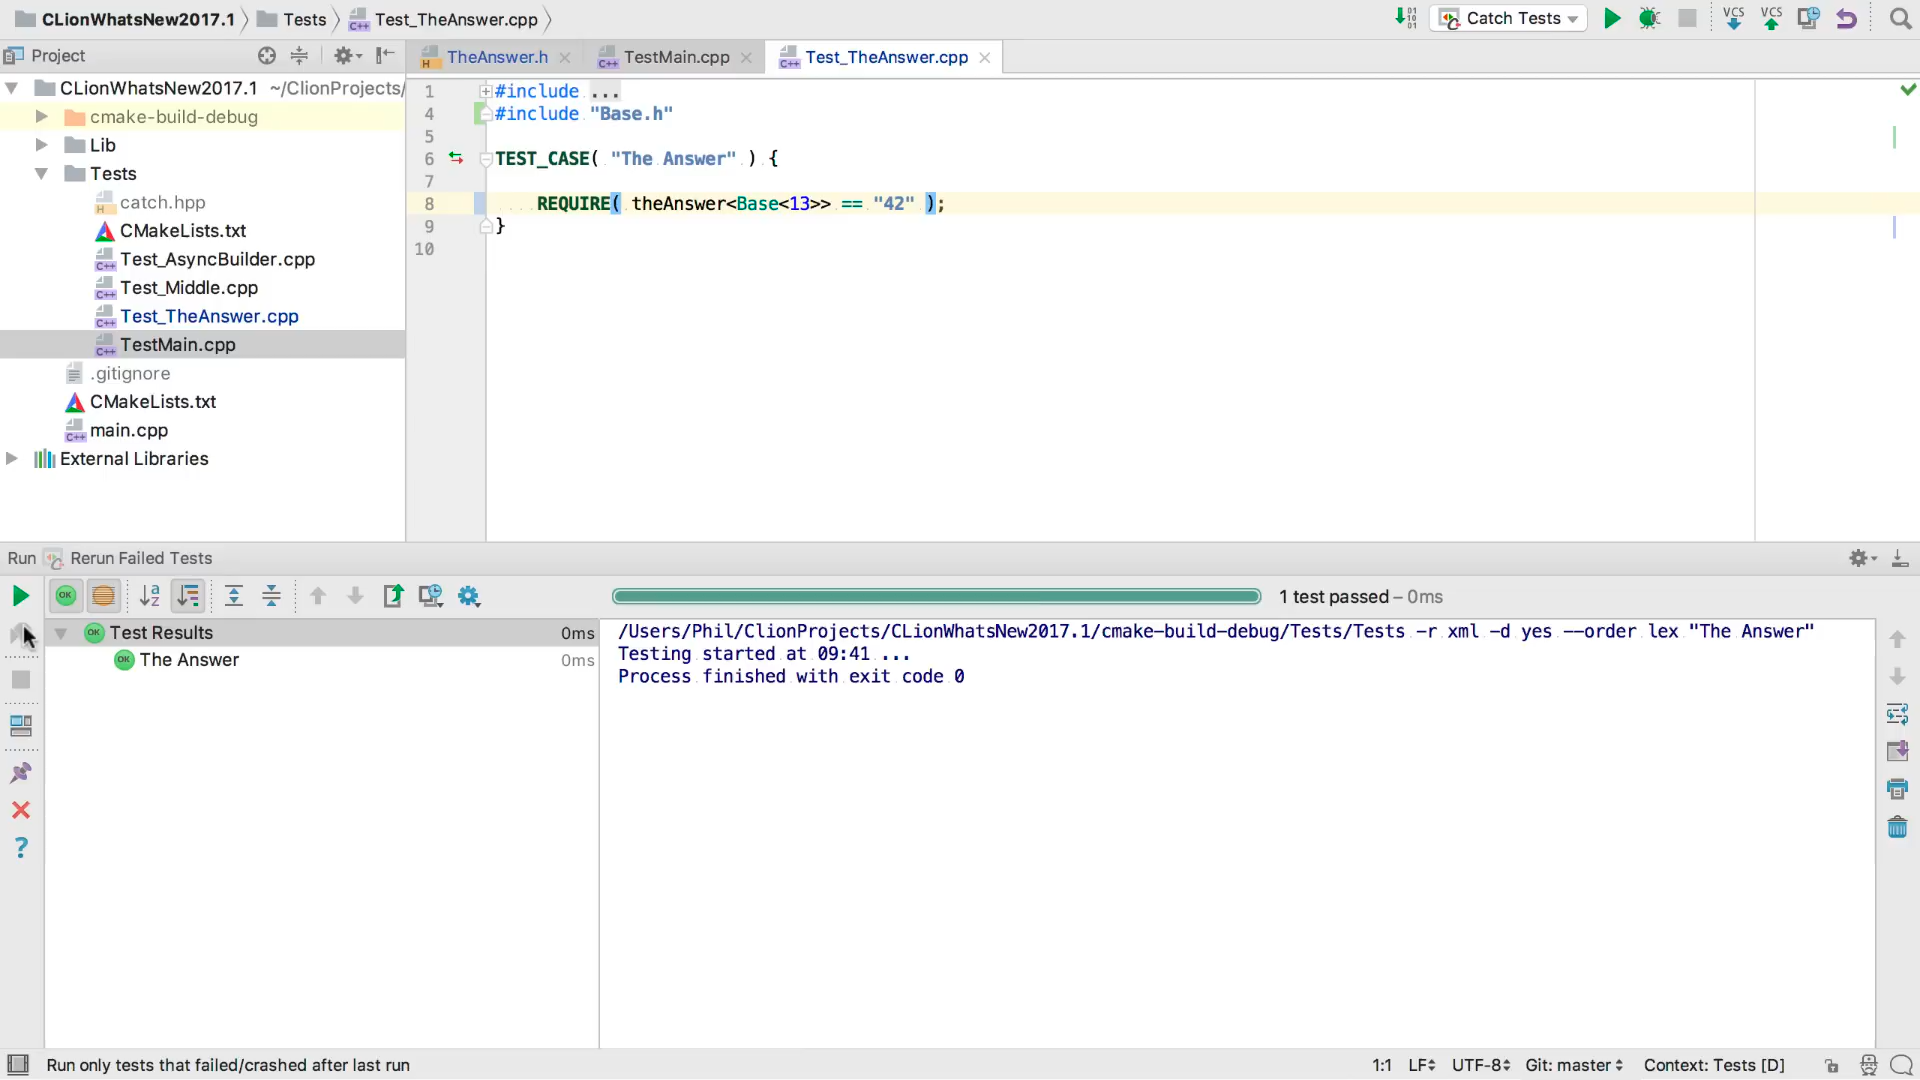 CLionWhatsNew2017.1 Tests Test_TheAnswer.cpp
Catch Tests
VCS VCS
Project
TheAnswer.h
TestMain.cpp
Test_TheAnswer.cpp
CLionWhatsNew2017.1 ~/ClionProjects/
cmake-build-debug
Lib
Tests
catch.hpp
CMakeLists.txt
Test_AsyncBuilder.cpp
Test_Middle.cpp
Test_TheAnswer.cpp
TestMain.cpp
.gitignore
CMakeLists.txt
main.cpp
External Libraries
1 #include ...
4 #include "Base.h"
5
6 TEST_CASE( "The Answer" ) {
7
8 REQUIRE( theAnswer<Base<13>> == "42" );
9 }
10
Run Rerun Failed Tests
1 test passed – 0ms
Test Results 0ms
The Answer 0ms
/Users/Phil/ClionProjects/CLionWhatsNew2017.1/cmake-build-debug/Tests/Tests -r xml -d yes --order lex "The Answer"
Testing started at 09:41 ...
Process finished with exit code 0
Run only tests that failed/crashed after last run
1:1 LF UTF-8 Git: master Context: Tests [D]